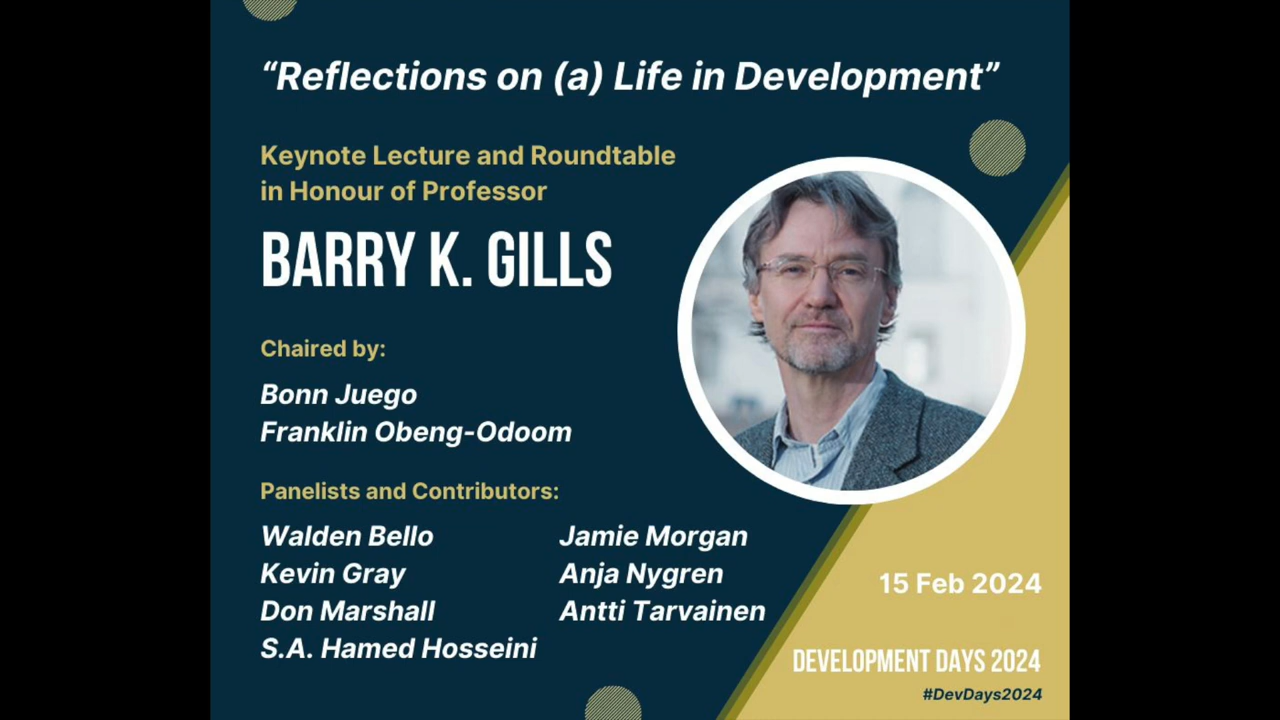 “Reflections on (a) Life in Development”
Keynote Lecture and Roundtable
in Honour of Professor
BARRY K. GILLS
Chaired by:
Bonn Juego
Franklin Obeng-Odoom
Panelists and Contributors:
Walden Bello
Kevin Gray
Don Marshall
S.A. Hamed Hosseini
Jamie Morgan
Anja Nygren
Antti Tarvainen
15 Feb 2024
DEVELOPMENT DAYS 2024
#DevDays2024